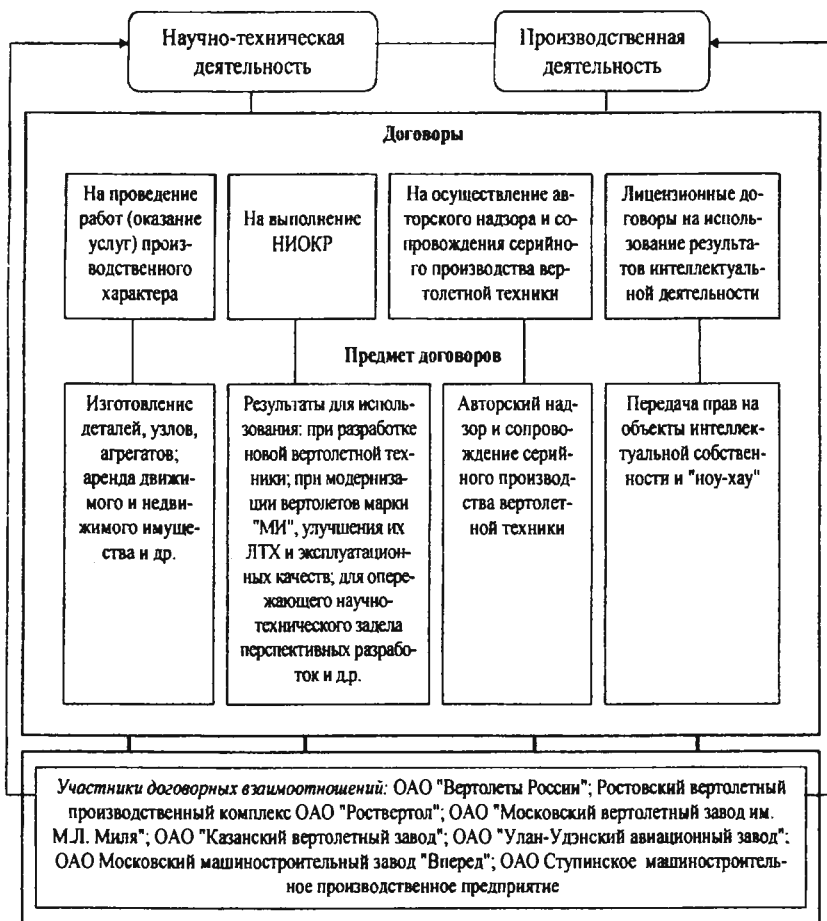 Научно-техническая
деятельность
Производственная
деятельность
Договоры
На проведение
работ (оказание
услуг) произ-
водственного
характера
На выполнение
НИОКР
На осуществление ав-
торского надзора и со-
провождения серийно-
го производства вер-
толетной техники
Лицензионные до-
говоры на исполь-
зование результа-
тов интеллектуаль-
ной деятельности
Предмет договоров
Изготовление
деталей, узлов,
агрегатов;
аренда движи-
мого и недви-
жимого имуще-
ства и др.
Результаты для исполь-
зования: при разработке
новой вертолетной тех-
ники; при модерниза-
ции вертолетов марки
"МИ", улучшения их
ЛТХ и эксплуатацион-
ных качеств; для опере-
жающего научно-
технического задела
перспективных разрабо-
ток и д.р.
Авторский над-
зор и сопрово-
ждение серий-
ного производ-
ства вертолет-
ной техники
Передача прав на
объекты интеллек-
туальной собствен-
ности и "ноу-хау"
Участники договорных взаимоотношений: ОАО "Вертолеты России"; Ростовский вертолетный
производственный комплекс ОАО "Роствертол"; ОАО "Московский вертолетный завод им.
М.Л. Миля"; ОАО "Казанский вертолетный завод"; ОАО "Улан-Удэнский авиационный завод";
ОАО Московский машиностроительный завод "Вперед"; ОАО Ступинское машинострои­тель-
ное производственное предприятие